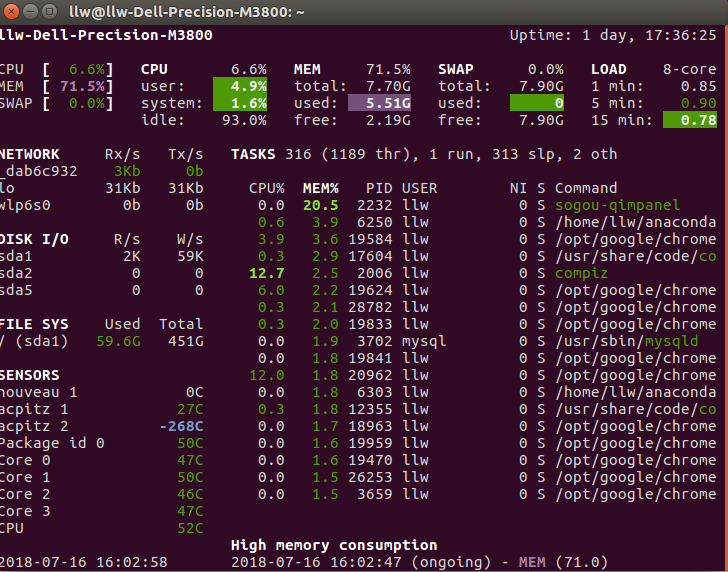 llw@llw-Dell-Precision-M3800: ~
llw-Dell-Precision-M3800 Uptime: 1 day, 17:36:25
CPU [ 6.6%] CPU 6.6% MEM 71.5% SWAP 0.0% LOAD 8-core
MEM [ 71.5%] user: 4.9% total: 7.70G total: 7.90G 1 min: 0.85
SWAP [ 0.0%] system: 1.6% used: 5.51G used: 0 5 min: 0.90
idle: 93.0% free: 2.19G free: 7.90G 15 min: 0.78
NETWORK Rx/s Tx/s TASKS 316 (1189 thr), 1 run, 313 slp, 2 oth
_dab6c932 3Kb 0b
lo 31Kb 31Kb CPU% MEM% PID USER NI S Command
wlp6s0 0b 0b 0.0 20.5 2232 llw 0 S sogou-qimpanel
0.6 3.9 6250 llw 0 S /home/llw/anaconda
DISK I/O R/s W/s 3.9 3.6 19584 llw 0 S /opt/google/chrome
sda1 2K 59K 0.3 2.9 17604 llw 0 S /usr/share/code/co
sda2 0 0 12.7 2.5 2006 llw 0 S compiz
sda5 0 0 6.0 2.2 19624 llw 0 S /opt/google/chrome
0.3 2.1 28782 llw 0 S /opt/google/chrome
FILE SYS Used Total 0.3 2.0 19833 llw 0 S /opt/google/chrome
/ (sda1) 59.6G 451G 0.0 1.9 3702 mysql 0 S /usr/sbin/mysqld
0.0 1.8 19841 llw 0 S /opt/google/chrome
SENSORS 12.0 1.8 20962 llw 0 S /opt/google/chrome
nouveau 1 0C 0.0 1.8 6303 llw 0 S /home/llw/anaconda
acpitz 1 27C 0.3 1.8 12355 llw 0 S /usr/share/code/co
acpitz 2 -268C 0.0 1.7 18963 llw 0 S /opt/google/chrome
Package id 0 50C 0.0 1.6 19959 llw 0 S /opt/google/chrome
Core 0 47C 0.0 1.6 19470 llw 0 S /opt/google/chrome
Core 1 50C 0.0 1.5 26253 llw 0 S /opt/google/chrome
Core 2 46C 0.0 1.5 3659 llw 0 S /opt/google/chrome
Core 3 47C
CPU 52C
High memory consumption
2018-07-16 16:02:58 2018-07-16 16:02:47 (ongoing) - MEM (71.0)